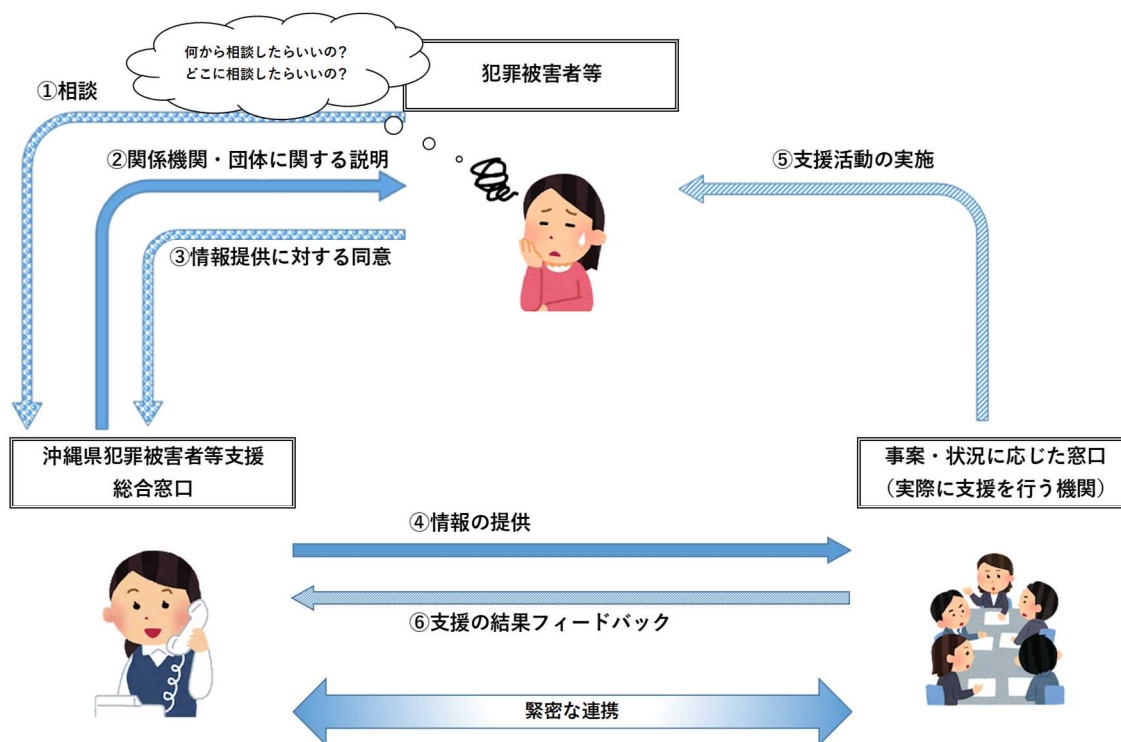 何から相談したらいいの?
どこに相談したらいいの?
犯罪被害者等
①相談
②関係機関・団体に関する説明
⑤支援活動の実施
③情報提供に対する同意
沖縄県犯罪被害者等支援
総合窓口
事案・状況に応じた窓口
(実際に支援を行う機関)
④情報の提供
⑥支援の結果フィードバック
緊密な連携